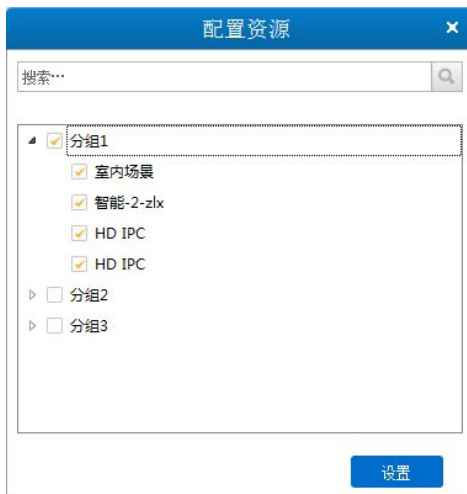 配置资源
搜索…
分组1
室内场景
智能-2-zlx
HD IPC
HD IPC
分组2
分组3
设置